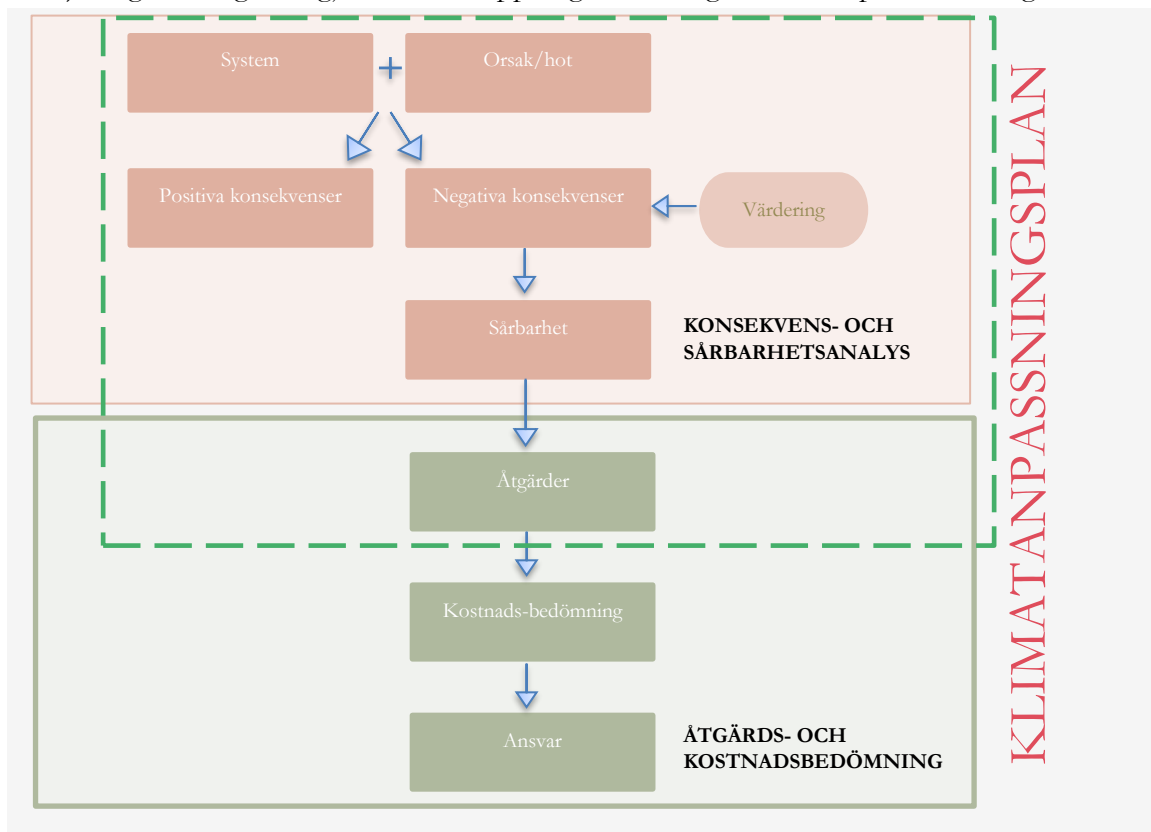 System
+
Orsak/hot
Positiva konsekvenser
Negativa konsekvenser
Värdering
Sårbarhet
KONSEKVENS- OCH
SÅRBARHETSANALYS
Åtgärder
Kostnads-bedömning
Ansvar
ÅTGÄRDS- OCH
KOSTNADSBEDÖMNING
KLIMATANPASSNINGSPLAN